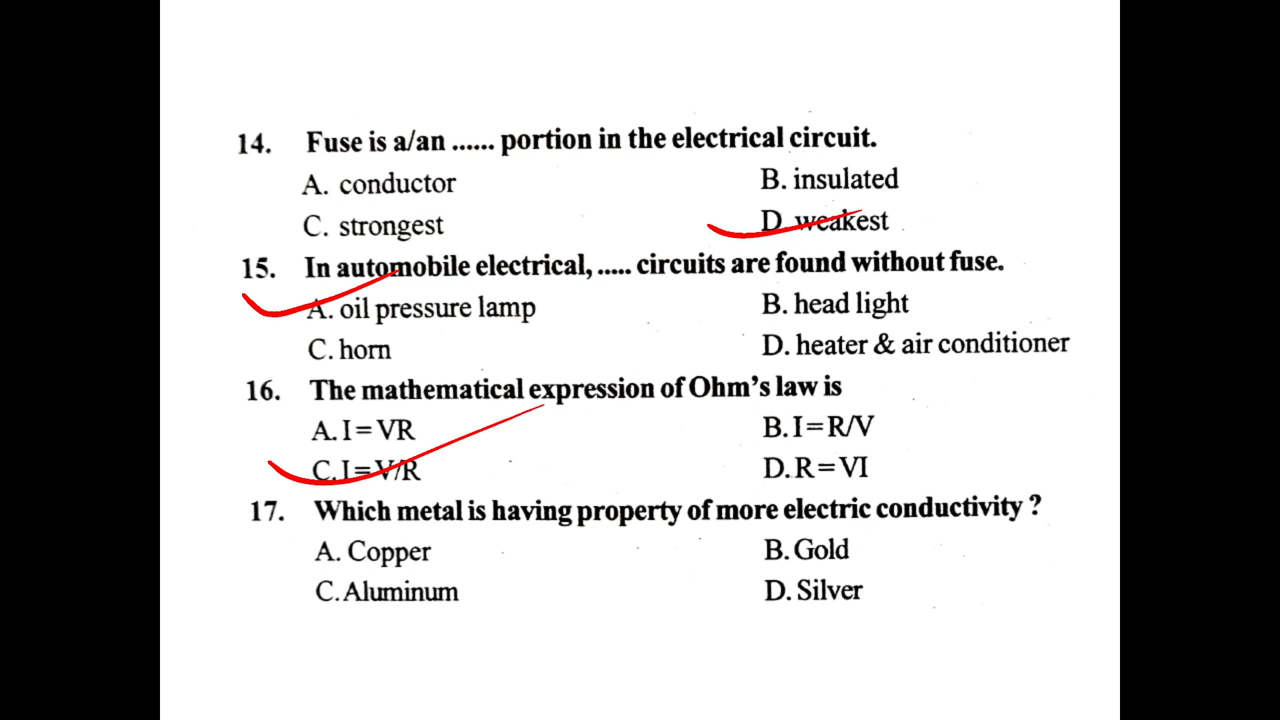 14. Fuse is a/an ...... portion in the electrical circuit.
A. conductor B. insulated
C. strongest D. weakest
15. In automobile electrical, ..... circuits are found without fuse.
A. oil pressure lamp B. head light
C. horn D. heater & air conditioner
16. The mathematical expression of Ohm's law is
A. I = VR B. I = R/V
C. I = V/R D. R = VI
17. Which metal is having property of more electric conductivity ?
A. Copper B. Gold
C. Aluminum D. Silver